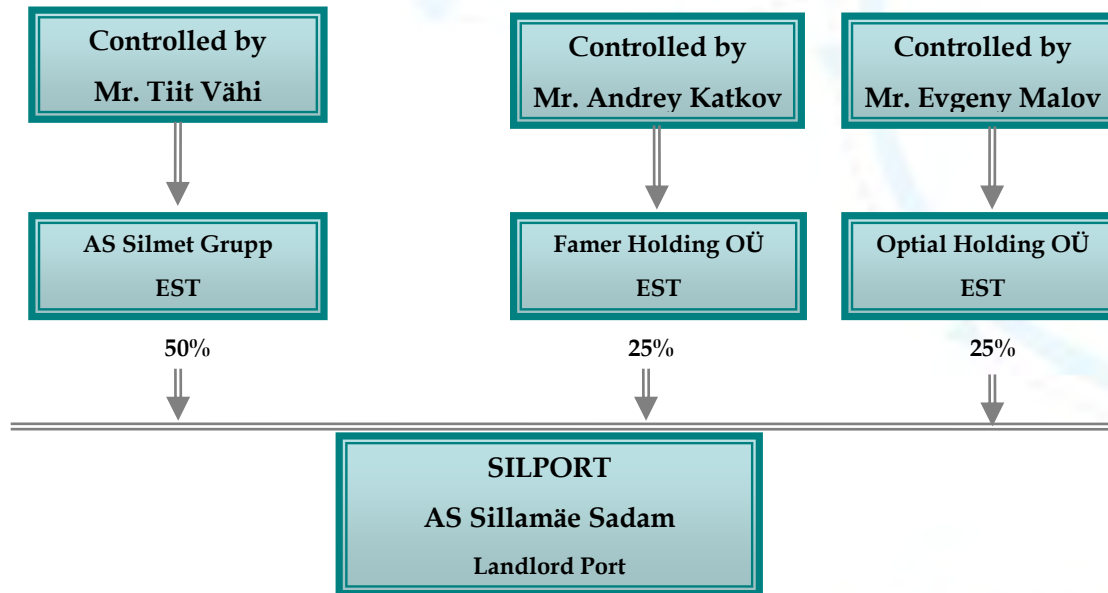 Controlled by
Mr. Tiit Vähi
Controlled by
Mr. Andrey Katkov
Controlled by
Mr. Evgeny Malov
AS Silmet Grupp
EST
Famer Holding OÜ
EST
Optial Holding OÜ
EST
50%
25%
25%
SILPORT
AS Sillamäe Sadam
Landlord Port